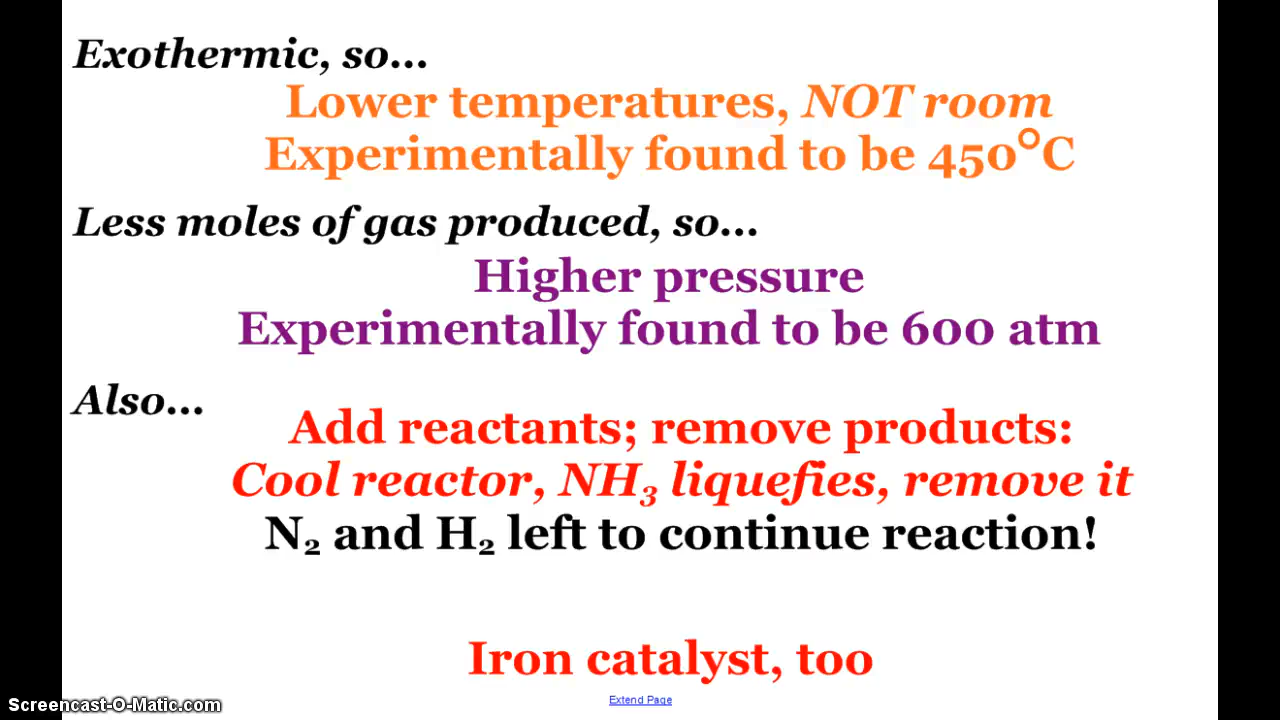 Exothermic, so...
Lower temperatures, NOT room
Experimentally found to be 450°C
Less moles of gas produced, so...
Higher pressure
Experimentally found to be 600 atm
Also...
Add reactants; remove products:
Cool reactor, NH₃ liquefies, remove it
N₂ and H₂ left to continue reaction!
Iron catalyst, too
Extend Page
Screencast-O-Matic.com